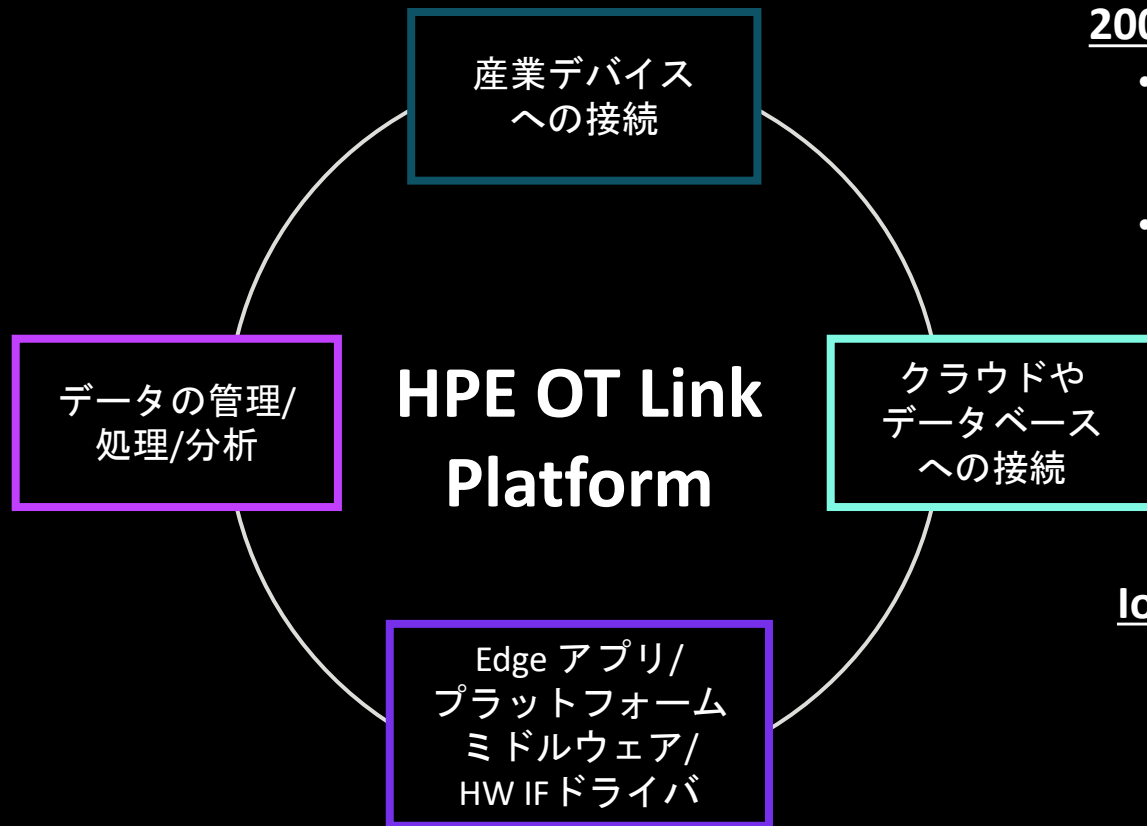 産業デバイス
への接続
200
データの管理/
処理/分析
HPE OT Link
Platform
クラウドや
データベース
への接続
Edge アプリ/
プラットフォーム
ミドルウェア/
HW IFドライバ